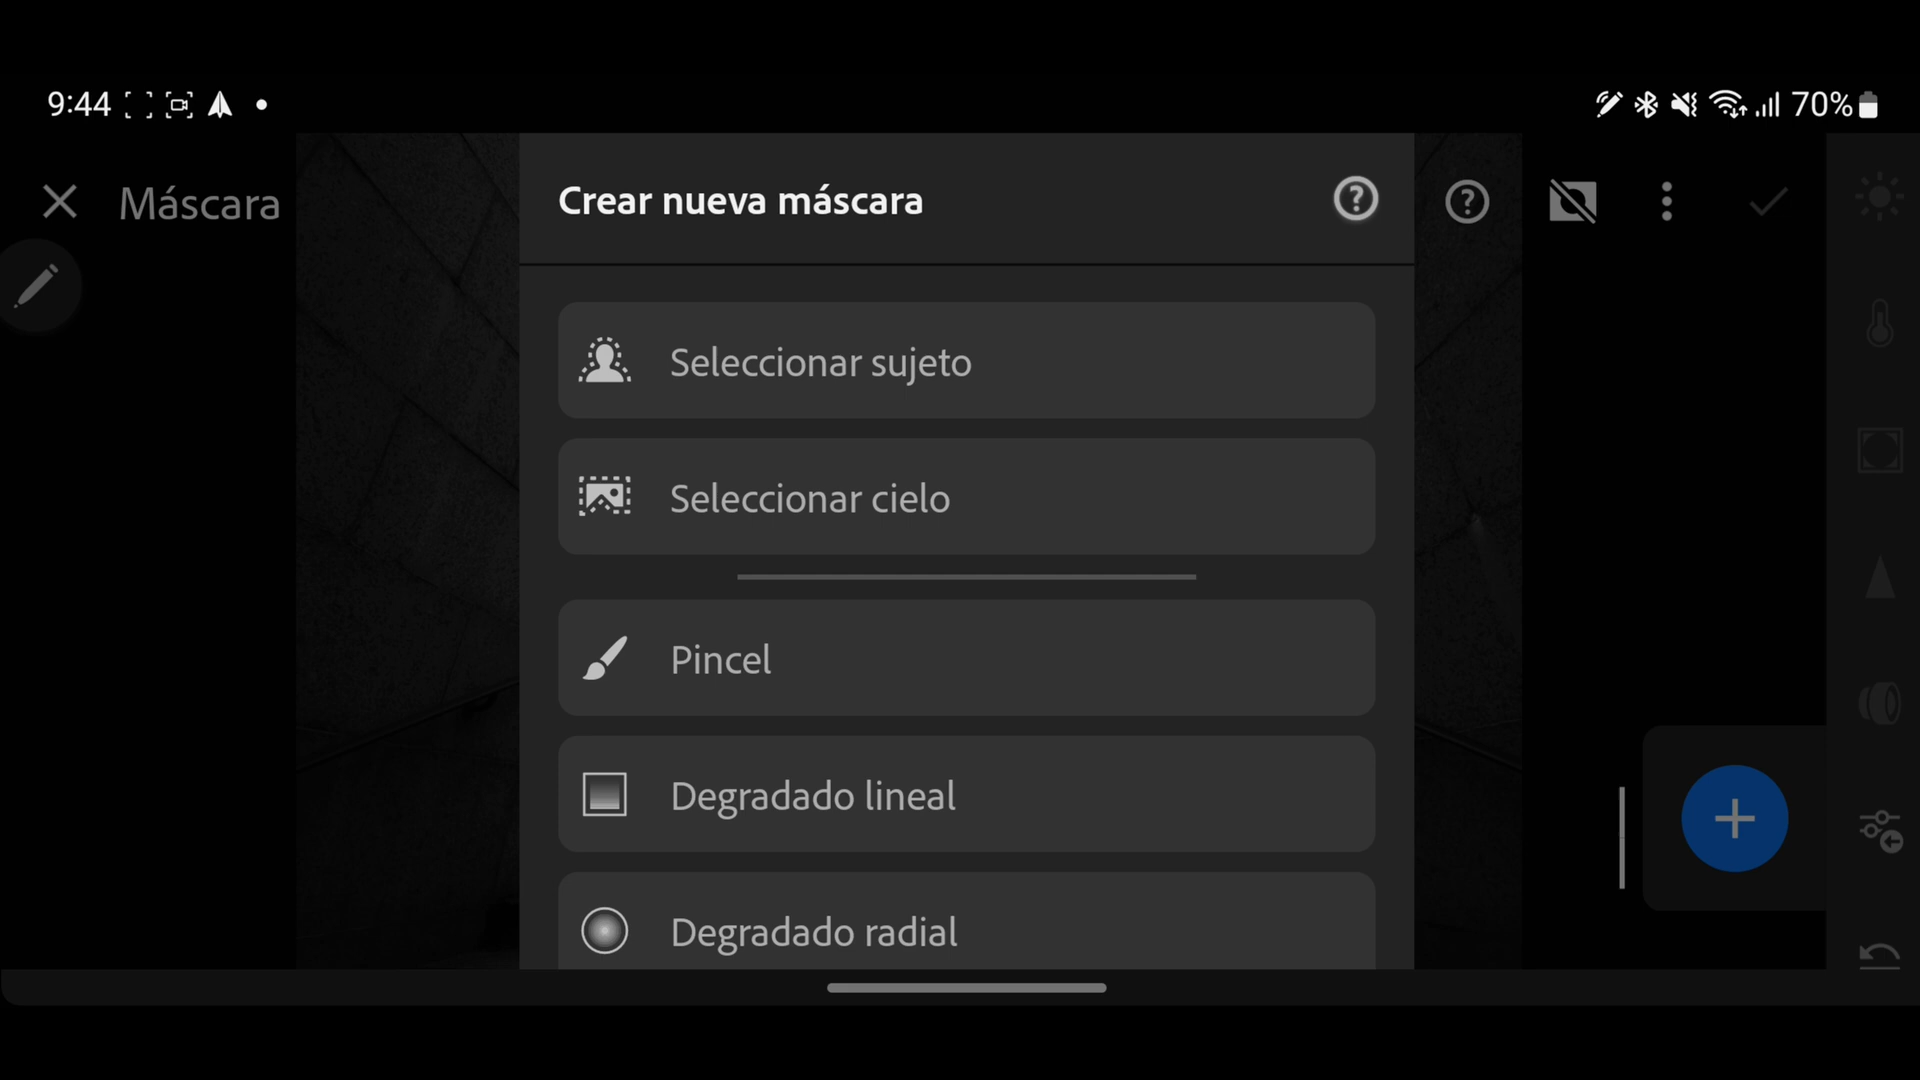 9:44
70%
Máscara
Crear nueva máscara
Seleccionar sujeto
Seleccionar cielo
Pincel
Degradado lineal
Degradado radial